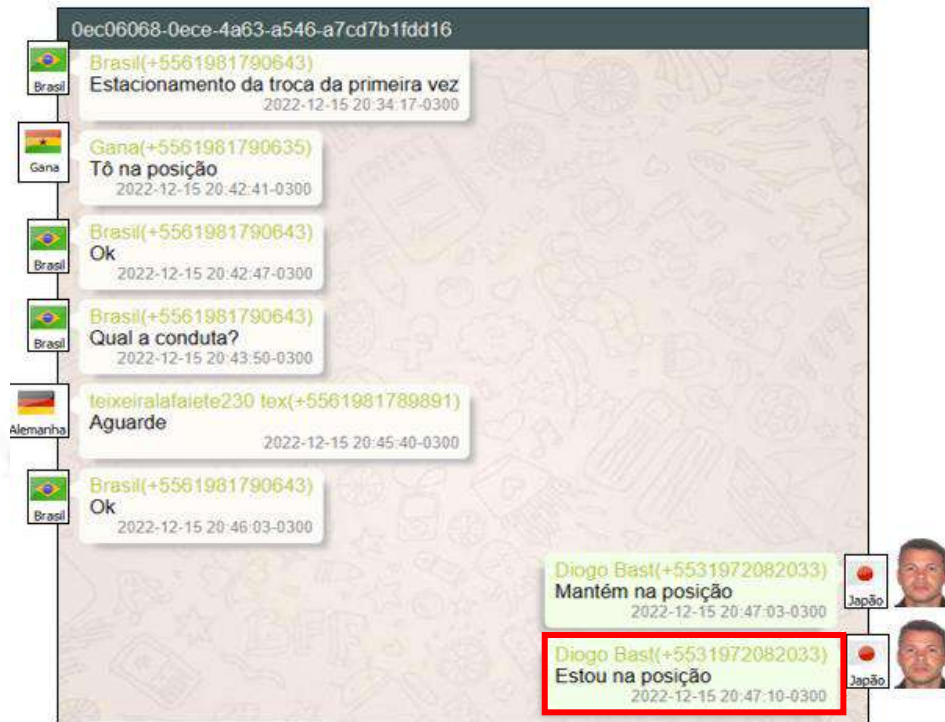 0ec06068-0ece-4a63-a546-a7cd7b1fdd16
Brasil(+5561981790643)
Brasil
Estacionamento da troca da primeira vez
2022-12-15 20:34:17-0300
Gana(+5561981790635)
Gana
Tô na posição
2022-12-15 20:42:41-0300
Brasil(+5561981790643)
Brasil
Ok
2022-12-15 20:42:47-0300
Brasil(+5561981790643)
Brasil
Qual a conduta?
2022-12-15 20:43:50-0300
teixeiralafaiete230 tex(+5561981789891)
Alemanha
Aguarde
2022-12-15 20:45:40-0300
Brasil(+5561981790643)
Brasil
Ok
2022-12-15 20:46:03-0300
Diogo Bast(+5531972082033)
Mantém na posição
Japão
2022-12-15 20:47:03-0300
Diogo Bast(+5531972082033)
Estou na posição
Japão
2022-12-15 20:47:10-0300